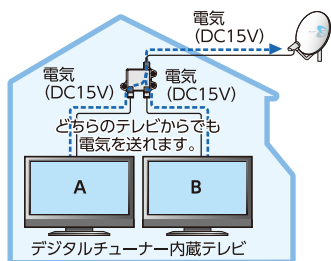 電気
(DC15V)
電気
(DC15V)
電気
(DC15V)
どちらのテレビからでも
電気を送れます。
A
B
デジタルチューナー内蔵テレビ